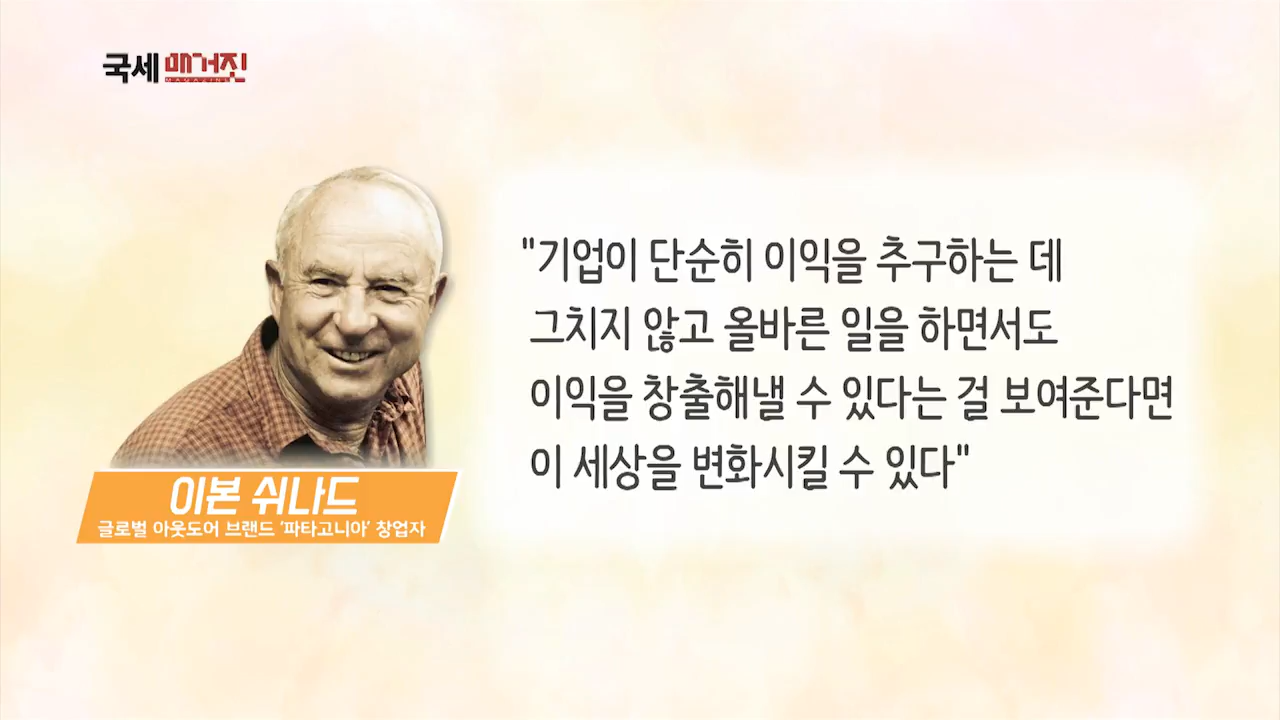 국세 매거진
MAGAZINE
"기업이 단순히 이익을 추구하는 데
그치지 않고 올바른 일을 하면서도
이익을 창출해낼 수 있다는 걸 보여준다면
이 세상을 변화시킬 수 있다"
이본 쉬나드
글로벌 아웃도어 브랜드 '파타고니아' 창업자